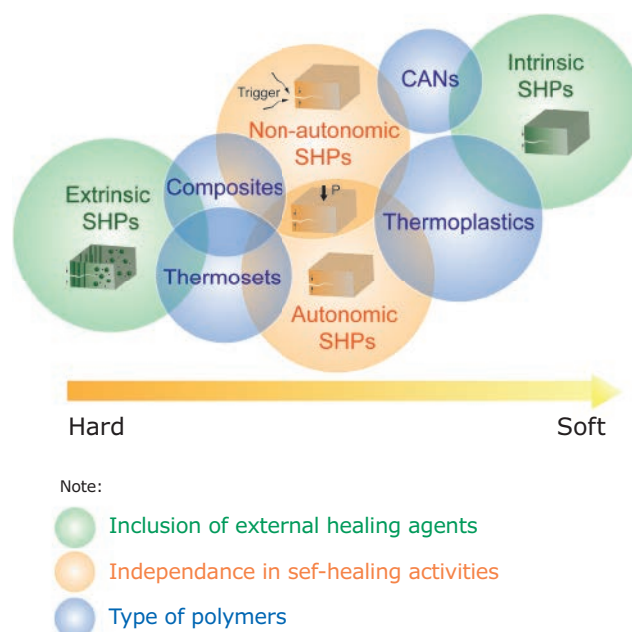 CANs
Intrinsic
SHPs
Trigger
Non-autonomic
SHPs
Composites
P
Extrinsic
SHPs
Thermoplastics
Thermosets
Autonomic
SHPs
Hard
Soft
Note:
Inclusion of external healing agents
Independance in sef-healing activities
Type of polymers